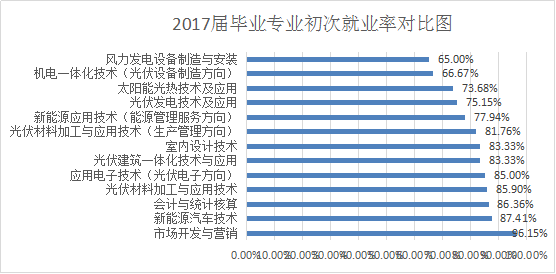 2017届毕业专业初次就业率对比图
风力发电设备制造与安装 65.00%
机电一体化技术（光伏设备制造方向） 66.67%
太阳能光热技术及应用 73.68%
光伏发电技术及应用 75.15%
新能源应用技术（能源管理服务方向） 77.94%
光伏材料加工与应用技术（生产管理方向） 81.76%
室内设计技术 83.33%
光伏建筑一体化技术与应用 83.33%
应用电子技术（光伏电子方向） 85.00%
光伏材料加工与应用技术 85.90%
会计与统计核算 86.36%
新能源汽车技术 87.41%
市场开发与营销 96.15%
0.00% 10.00% 20.00% 30.00% 40.00% 50.00% 60.00% 70.00% 80.00% 90.00% 100.00%